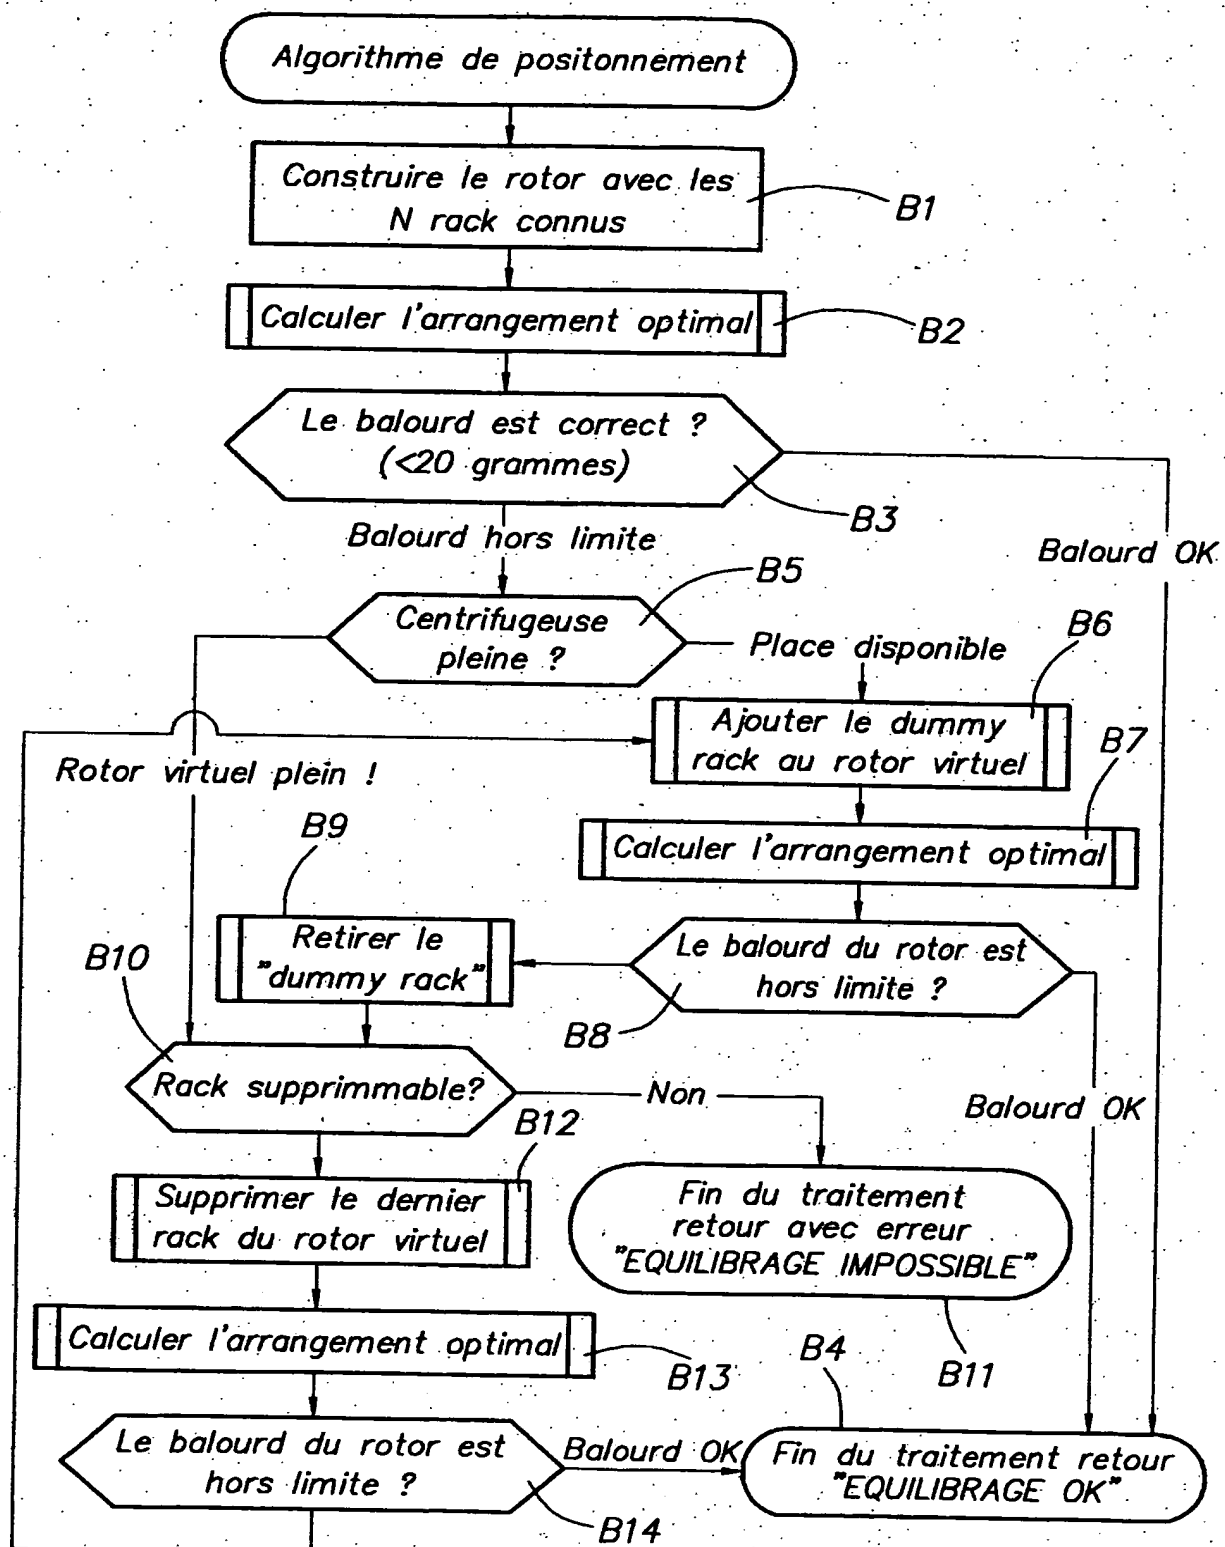 Algorithme de positonnement
Construire le rotor avec les
N rack connus
B1
Calculer l'arrangement optimal
B2
Le balourd est correct ?
(<20 grammes)
B3
Balourd hors limite
Balourd OK
B5
Centrifugeuse
pleine ?
Place disponible
B6
Ajouter le dummy
rack au rotor virtuel
B7
Rotor virtuel plein !
Calculer l'arrangement optimal
B9
Retirer le
"dummy rack"
Le balourd du rotor est
hors limite ?
B8
B10
Rack supprimmable?
Non
Balourd OK
B12
Supprimer le dernier
rack du rotor virtuel
Fin du traitement
retour avec erreur
"EQUILIBRAGE IMPOSSIBLE"
B11
Calculer l'arrangement optimal
B13
B4
Le balourd du rotor est
hors limite ?
Balourd OK
B14
Fin du traitement retour
"EQUILIBRAGE OK"